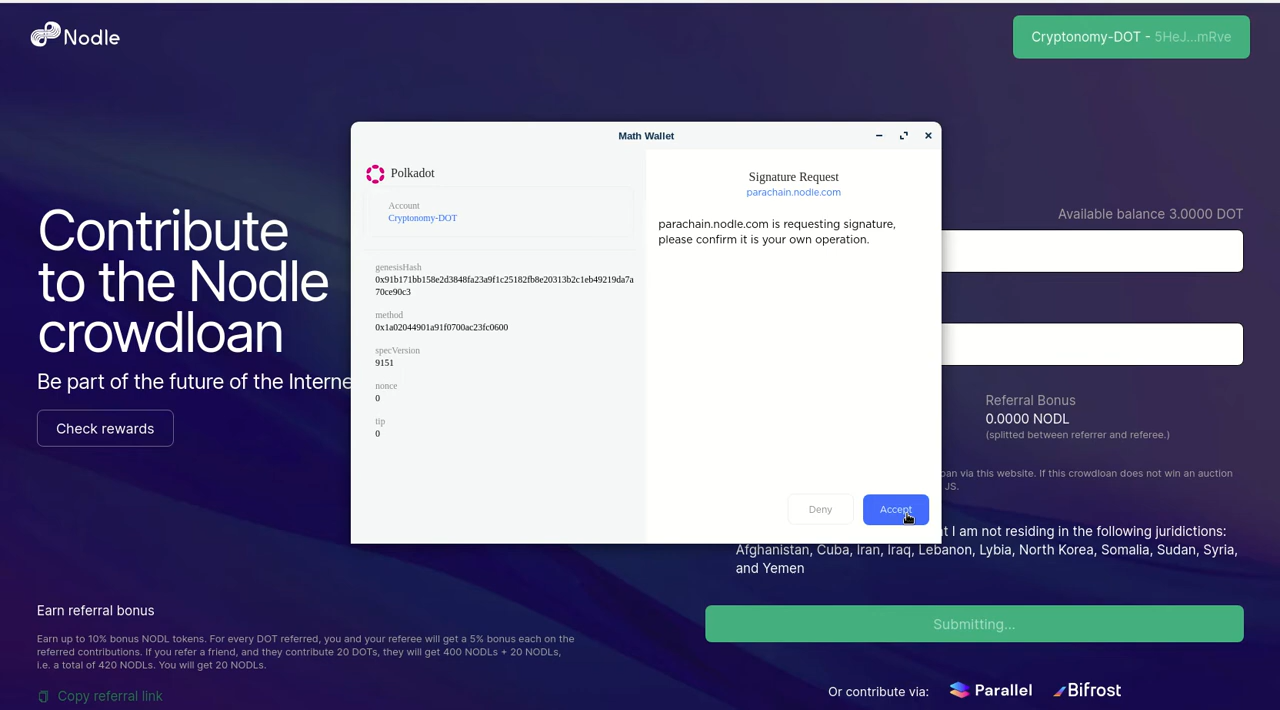 Nodle
Cryptonomy-DOT - 5HeJ...mRve
Math Wallet
Polkadot
Account
Cryptonomy-DOT
genesisHash
0x91b171bb158e2d3848fa23a9f1c25182fb8e20313b2c1eb49219da7a
70ce90c3
method
0x1a02044901a91f0700ac23fc0600
specVersion
9151
nonce
0
tip
0
Signature Request
parachain.nodle.com
parachain.nodle.com is requesting signature,
please confirm it is your own operation.
Deny
Accept
Contribute
to the Nodle
crowdloan
Be part of the future of the Interne
Check rewards
Available balance 3.0000 DOT
Referral Bonus
0.0000 NODL
(splitted between referrer and referee.)
oan via this website. If this crowdloan does not win an auction
JS.
t I am not residing in the following juridictions:
Afghanistan, Cuba, Iran, Iraq, Lebanon, Lybia, North Korea, Somalia, Sudan, Syria,
and Yemen
Submitting...
Earn referral bonus
Earn up to 10% bonus NODL tokens. For every DOT referred, you and your referee will get a 5% bonus each on the
referred contributions. If you refer a friend, and they contribute 20 DOTs, they will get 400 NODLs + 20 NODLs,
i.e. a total of 420 NODLs. You will get 20 NODLs.
Copy referral link
Or contribute via:
Parallel
Bifrost